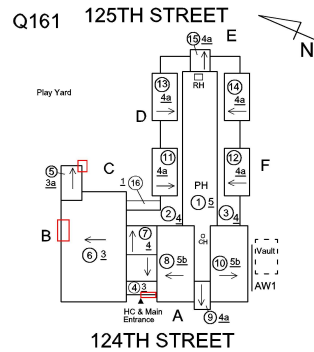 Q161 125TH STREET
15 4a E
N
Play Yard
13 4a
RH
14 4a
D
C
5 3a
11 4a
12 4a
F
1 16
PH
1 5
2 4
3 4
B
6 3
7 4
CH
8 5b
10 5b
Vault
4 3
AW1
A
HC & Main
Entrance
9 4a
124TH STREET